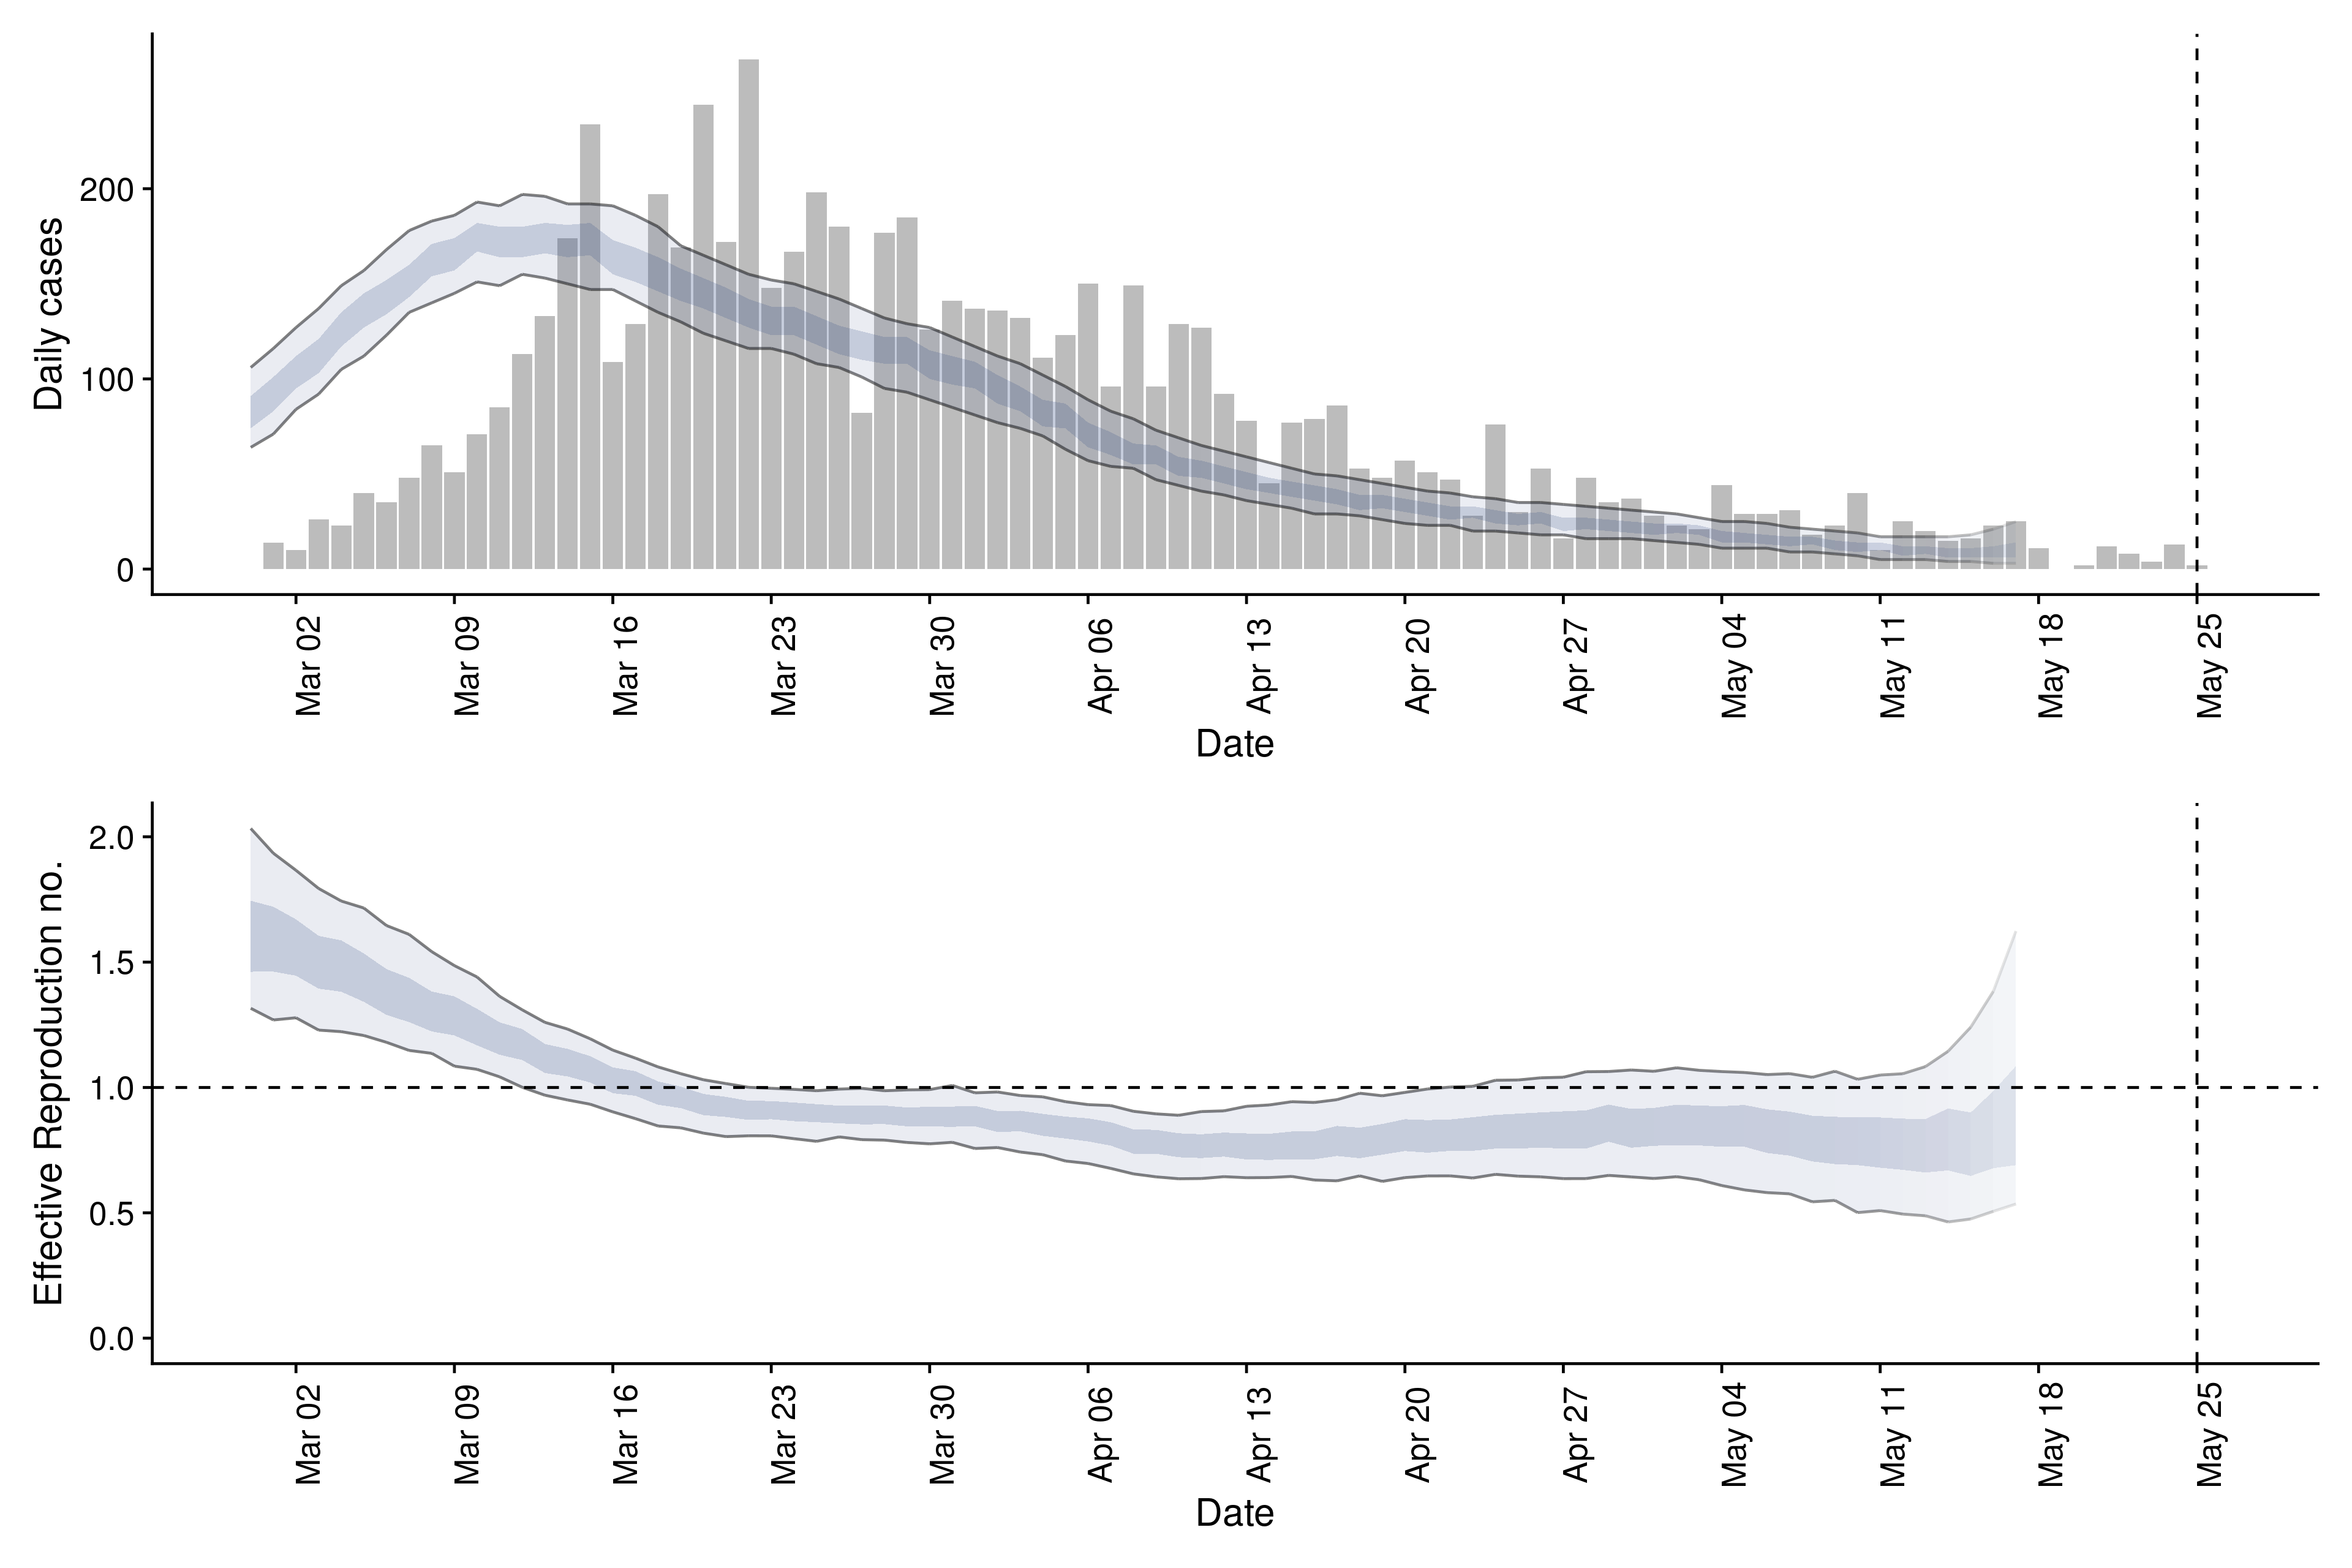 Daily cases
200
100
0
Mar 02
Mar 09
Mar 16
Mar 23
Mar 30
Apr 06
Apr 13
Apr 20
Apr 27
May 04
May 11
May 18
May 25
Date
Effective Reproduction no.
2.0
1.5
1.0
0.5
0.0
Mar 02
Mar 09
Mar 16
Mar 23
Mar 30
Apr 06
Apr 13
Apr 20
Apr 27
May 04
May 11
May 18
May 25
Date